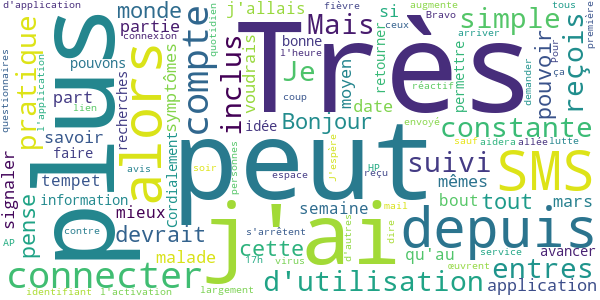 d'application
monde
partie
connexion
quotidien
j'allais
fièvre
Mais
si
ceux
Bravo
augmente
tous
arriver
première
simple
questionnaires
l'application
pratique
plus
pouvons
lien
alors
recherches
symptômes
compte
inclus
voudrais
Très
Je
bonne
l'heure
moyen
retourner
permettre
réactif
pouvoir
demander
Pour
ça
reçois
part
savoir
faire
coup
date
idée
Bonjour
envoyé
constante
sauf
aidera
allée
lutte
signaler
pense
tempet
avis
cordialement
soir
personnes
peut
espace
j'espère
HP
reçu
suivi
mêmes
SMS
information
mieux
devrait
semaine
bout
tout
mars
AP
contre
malade
s'arrêtent
cette
j'ai
d'autres
mail
dire
qu'au
depuis
service
œuvrent
avancer
entres
connecter
17h
virus
d'utilisation
application
identifiant
l'activation
largement